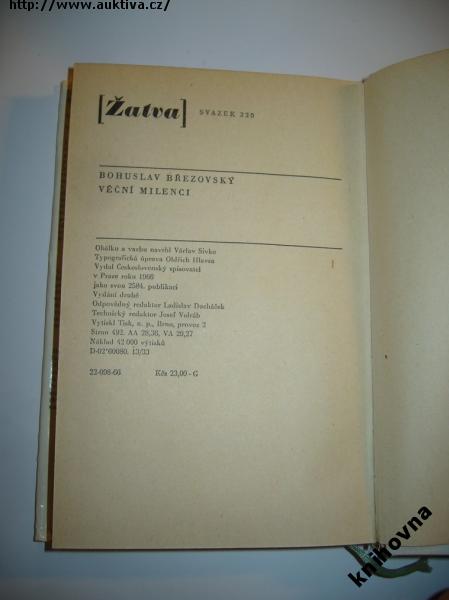 http://www.auktiva.cz/
[Žatva] SVAZEK 220
BOHUSLAV BŘEZOVSKÝ
VĚČNÍ MILENCI
Obálku a vazbu navrhl Václav Sivko
Typografická úprava Oldřich Hlavsa
Vydal Československý spisovatel
v Praze roku 1966
jako svou 2584. publikaci
Vydání druhé
Odpovědný redaktor Ladislav Ducháček
Technický redaktor Josef Volráb
Vytiskl Tisk, n. p., Brno, provoz 2
Stran 492. AA 28,36, VA 29,27
Náklad 42 000 výtisků
D-02*60080. 13/33
22-098-66 Kčs 23,00 - G
knihovna